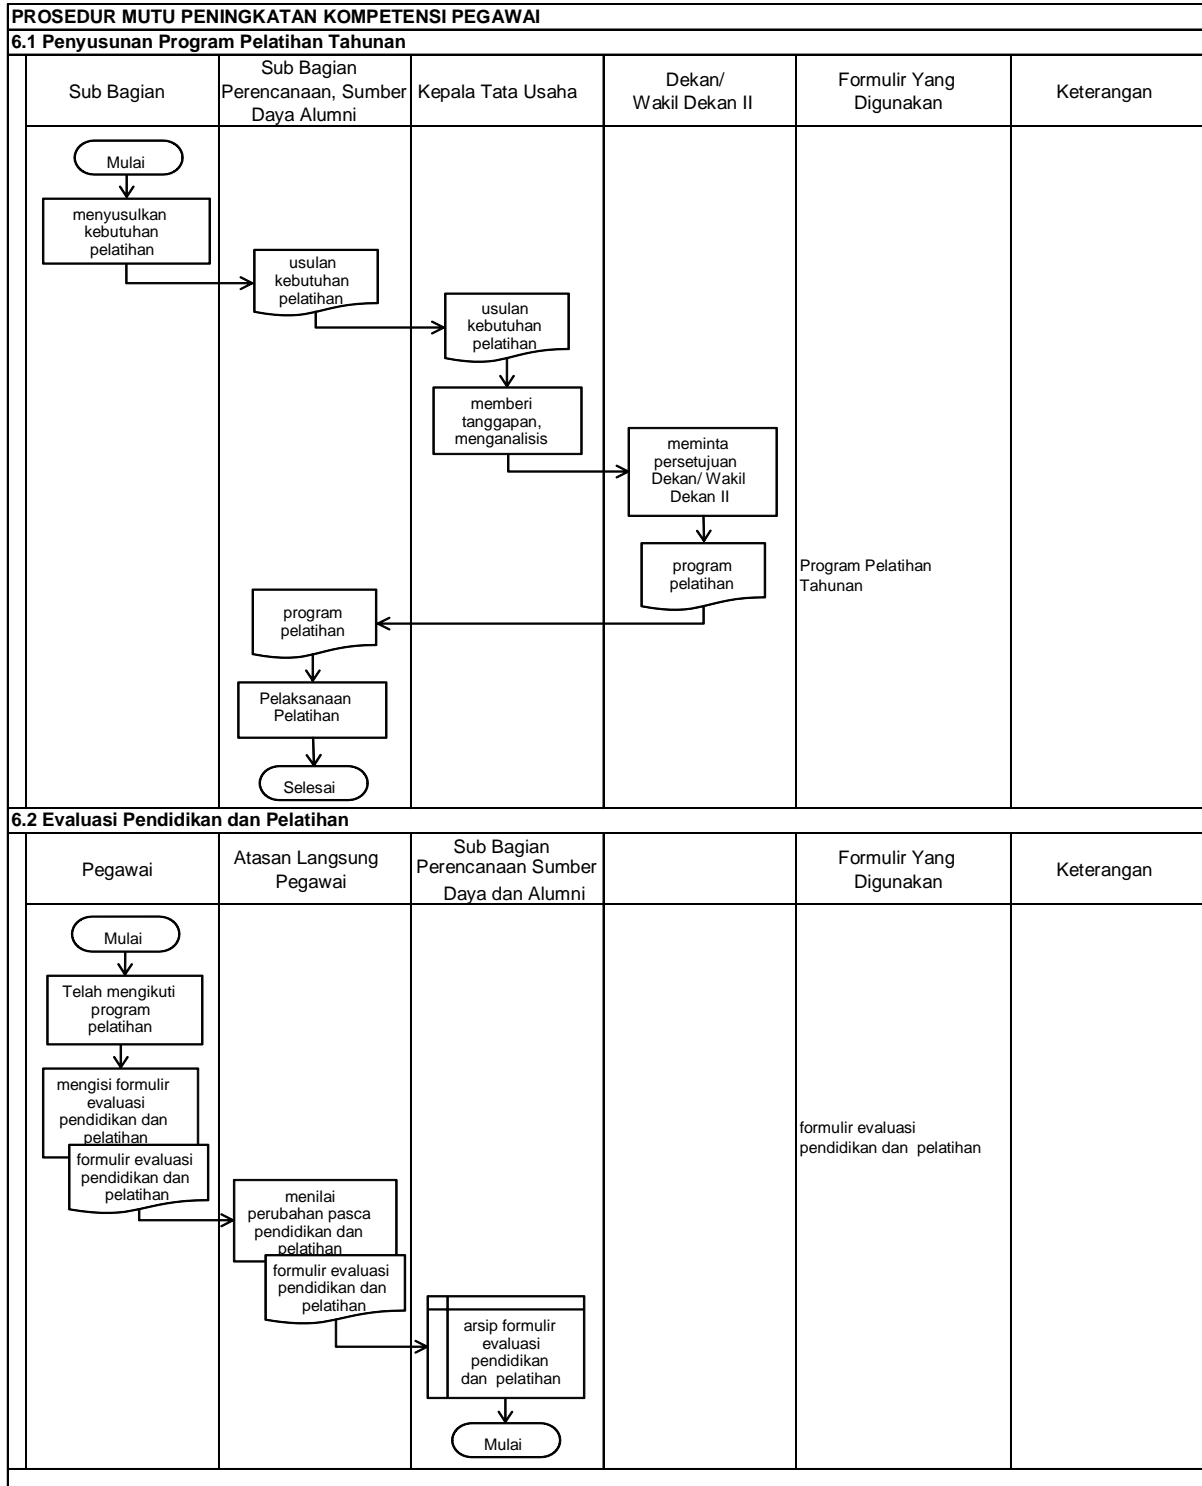 PROSEDUR MUTU PENINGKATAN KOMPETENSI PEGAWAI
6.1 Penyusunan Program Pelatihan Tahunan
Sub Bagian
Sub Bagian
Perencanaan, Sumber
Daya Alumni
Kepala Tata Usaha
Dekan/
Wakil Dekan II
Formulir Yang
Digunakan
Keterangan
Mulai
menyusulkan
kebutuhan
pelatihan
usulan
kebutuhan
pelatihan
usulan
kebutuhan
pelatihan
memberi
tanggapan,
menganalisis
meminta
persetujuan
Dekan/ Wakil
Dekan II
program
pelatihan
Program Pelatihan
Tahunan
program
pelatihan
Pelaksanaan
Pelatihan
Selesai
6.2 Evaluasi Pendidikan dan Pelatihan
Pegawai
Atasan Langsung
Pegawai
Sub Bagian
Perencanaan Sumber
Daya dan Alumni
Formulir Yang
Digunakan
Keterangan
Mulai
Telah mengikuti
program
pelatihan
mengisi formulir
evaluasi
pendidikan dan
pelatihan
formulir evaluasi
pendidikan dan
pelatihan
formulir evaluasi
pendidikan dan pelatihan
menilai
perubahan pasca
pendidikan dan
pelatihan
formulir evaluasi
pendidikan dan
pelatihan
arsip formulir
evaluasi
pendidikan
dan pelatihan
Mulai